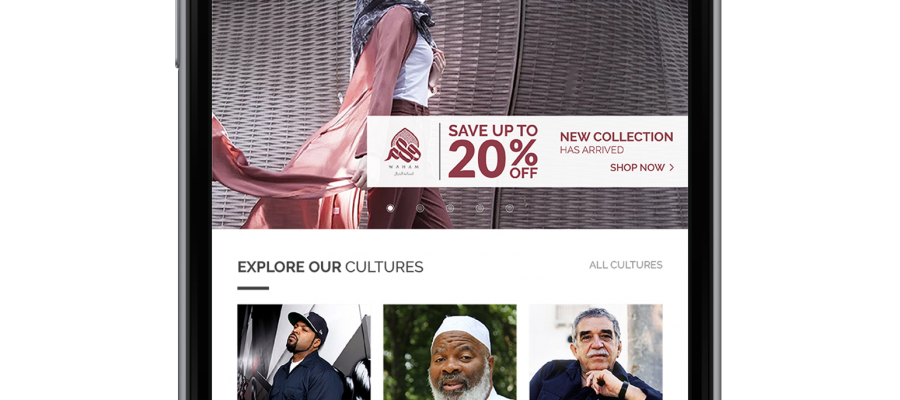 SAVE UP TO
20%
OFF
NEW COLLECTION
HAS ARRIVED
SHOP NOW
WAHAM
EXPLORE OUR CULTURES
ALL CULTURES